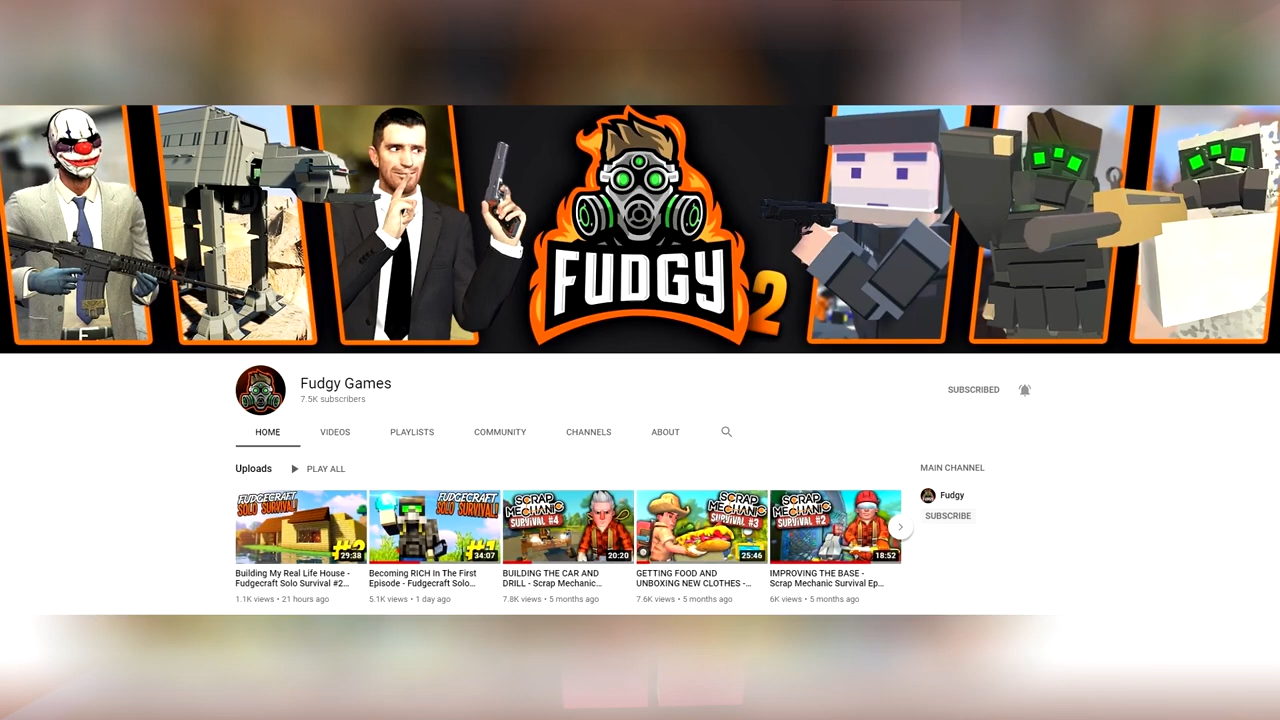 FUDGY
2
Fudgy Games
7.5K subscribers
SUBSCRIBED
HOME VIDEOS PLAYLISTS COMMUNITY CHANNELS ABOUT
Uploads PLAY ALL
MAIN CHANNEL
Fudgy
SUBSCRIBE
FUDGECRAFT
SOLO SURVIVAL!
#2
29:38
Building My Real Life House -
Fudgecraft Solo Survival #2...
1.1K views • 21 hours ago
FUDGECRAFT
SOLO SURVIVAL!
#1
34:07
Becoming RICH In The First
Episode - Fudgecraft Solo...
5.1K views • 1 day ago
SCRAP
MECHANIC
SURVIVAL #4
20:20
BUILDING THE CAR AND
DRILL - Scrap Mechanic...
7.8K views • 5 months ago
SCRAP
MECHANIC
SURVIVAL #3
25:46
GETTING FOOD AND
UNBOXING NEW CLOTHES -...
7.6K views • 5 months ago
SCRAP
MECHANIC
SURVIVAL #2
18:52
IMPROVING THE BASE -
Scrap Mechanic Survival Ep...
6K views • 5 months ago